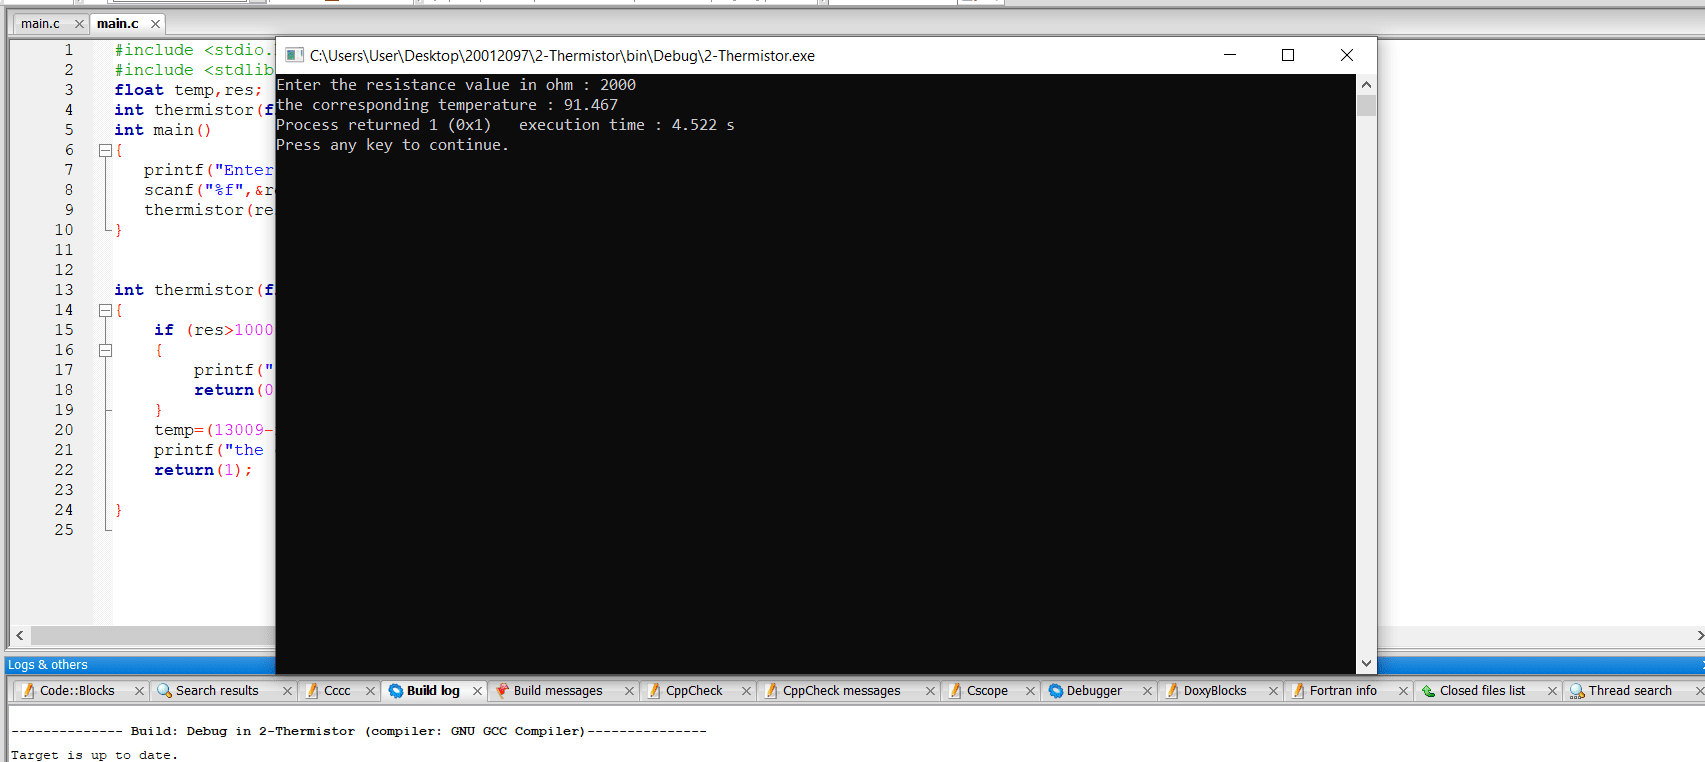 main.c main.c
C:\Users\User\Desktop\20012097\2-Thermistor\bin\Debug\2-Thermistor.exe
Enter the resistance value in ohm : 2000
the corresponding temperature : 91.467
Process returned 1 (0x1)   execution time : 4.522 s
Press any key to continue.
1 #include <stdio.
2 #include <stdlib
3 float temp,res;
4 int thermistor(f
5 int main()
6 {
7 printf("Enter
8 scanf("%f",&r
9 thermistor(re
10 }
11
12
13 int thermistor(f
14 {
15 if (res>1000
16 {
17 printf("
18 return(0
19 }
20 temp=(13009-
21 printf("the
22 return(1);
23
24 }
25
Logs & others
Code::Blocks Search results Cccc Build log Build messages CppCheck CppCheck messages Cscope Debugger DoxyBlocks Fortran info Closed files list Thread search
-------------- Build: Debug in 2-Thermistor (compiler: GNU GCC Compiler)---------------
Target is up to date.